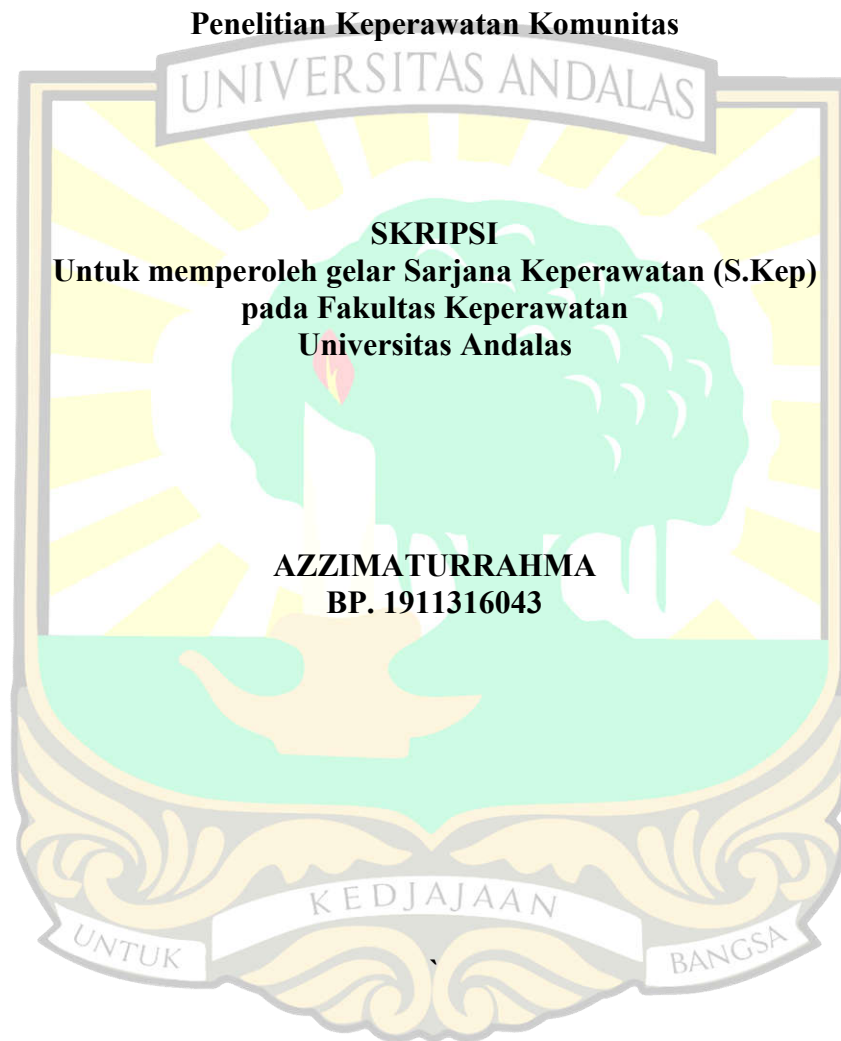 Penelitian Keperawatan Komunitas
UNIVERSITAS ANDALAS
SKRIPSI
Untuk memperoleh gelar Sarjana Keperawatan (S.Kep)
pada Fakultas Keperawatan
Universitas Andalas
AZZIMATURRAHMA
BP. 1911316043
UNTUK KEDJAJAAN BANGSA
`